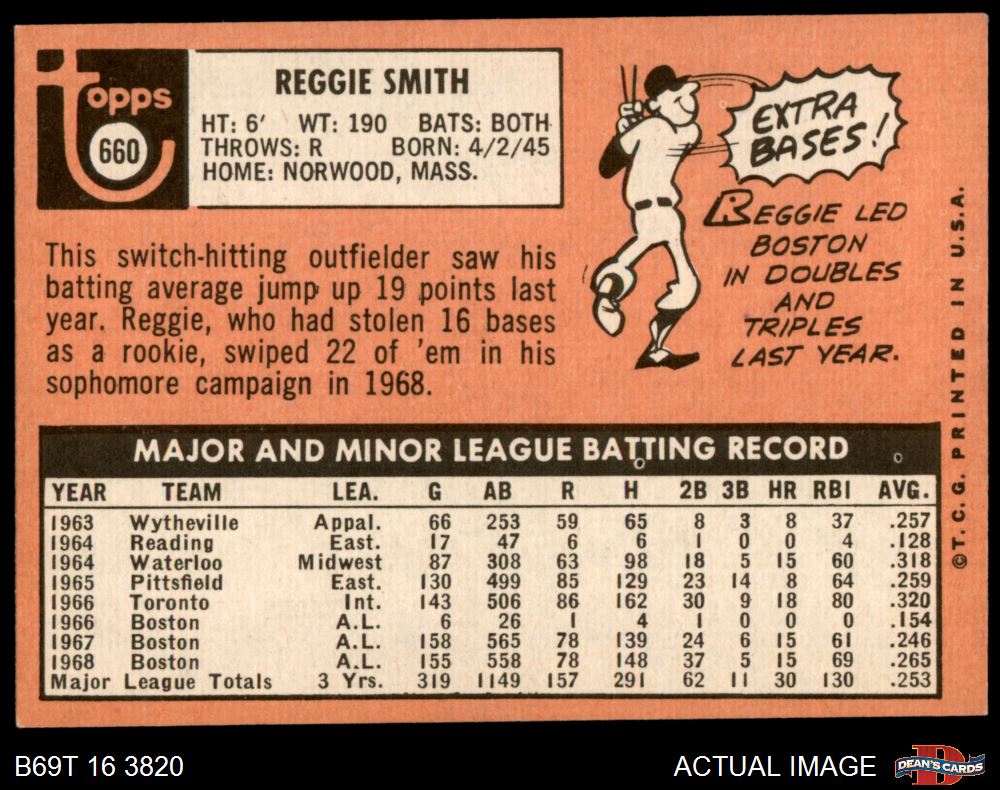 topps
660
REGGIE SMITH
HT: 6' WT: 190 BATS: BOTH
THROWS: R BORN: 4/2/45
HOME: NORWOOD, MASS.
EXTRA
BASES!
REGGIE LED
BOSTON
IN DOUBLES
AND
TRIPLES
LAST YEAR.
This switch-hitting outfielder saw his
batting average jump up 19 points last
year. Reggie, who had stolen 16 bases
as a rookie, swiped 22 of 'em in his
sophomore campaign in 1968.
MAJOR AND MINOR LEAGUE BATTING RECORD
YEAR TEAM LEA. G AB R H 2B 3B HR RBI AVG.
1963 Wytheville Appal. 66 253 59 65 8 3 8 37 .257
1964 Reading East. 17 47 6 6 1 0 0 4 .128
1964 Waterloo Midwest 87 308 63 98 18 5 15 60 .318
1965 Pittsfield East. 130 499 85 129 23 14 8 64 .259
1966 Toronto Int. 143 506 86 162 30 9 18 80 .320
1966 Boston A.L. 6 26 1 4 1 0 0 0 .154
1967 Boston A.L. 158 565 78 139 24 6 15 61 .246
1968 Boston A.L. 155 558 78 148 37 5 15 69 .265
Major League Totals 3 Yrs. 319 1149 157 291 62 11 30 130 .253
© T. C. G. PRINTED IN U.S.A.
B69T 16 3820
ACTUAL IMAGE
D
DEAN'S CARDS